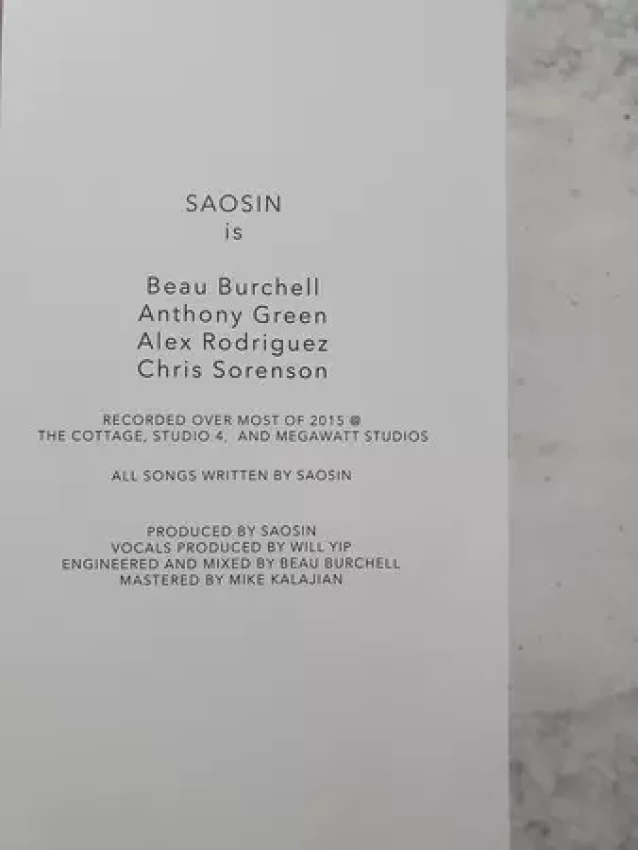 SAOSIN
is
Beau Burchell
Anthony Green
Alex Rodriguez
Chris Sorenson
RECORDED OVER MOST OF 2015 @
THE COTTAGE, STUDIO 4, AND MEGAWATT STUDIOS
ALL SONGS WRITTEN BY SAOSIN
PRODUCED BY SAOSIN
VOCALS PRODUCED BY WILL YIP
ENGINEERED AND MIXED BY BEAU BURCHELL
MASTERED BY MIKE KALAJIAN